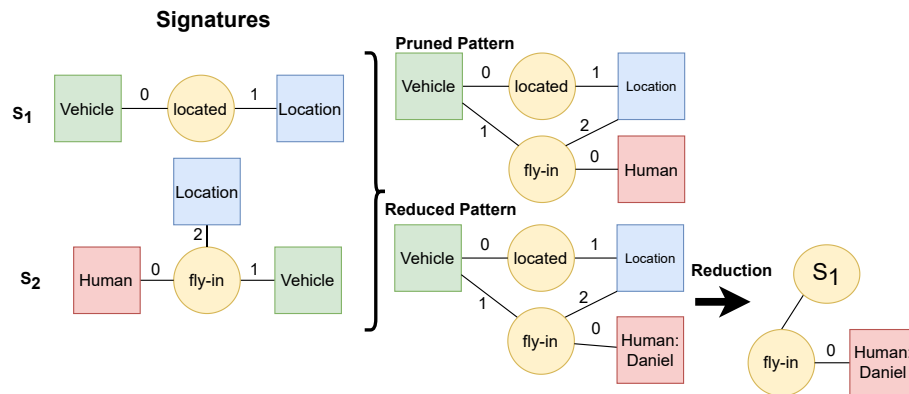 Signatures
S1
Vehicle
0
located
1
Location
Location
2
S2
Human
0
fly-in
1
Vehicle
Pruned Pattern
Vehicle
0
located
1
Location
1
2
fly-in
0
Human
Reduced Pattern
Vehicle
0
located
1
Location
1
2
fly-in
0
Human:
Daniel
Reduction
S1
fly-in
0
Human:
Daniel